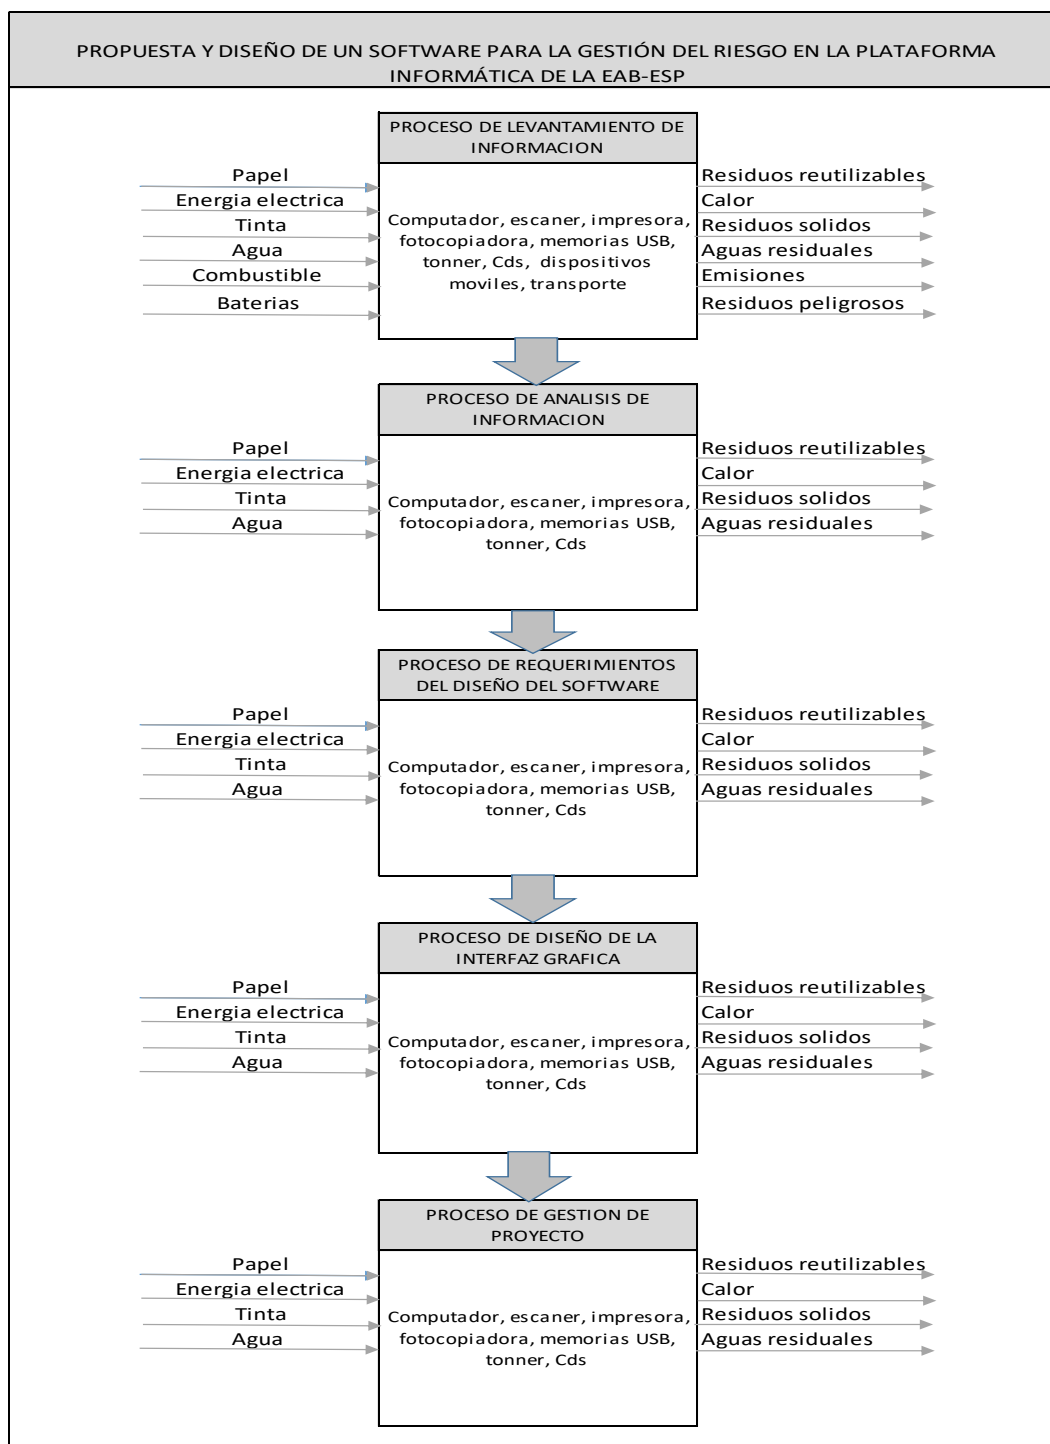 PROPUESTA Y DISEÑO DE UN SOFTWARE PARA LA GESTIÓN DEL RIESGO EN LA PLATAFORMA
INFORMÁTICA DE LA EAB-ESP
PROCESO DE LEVANTAMIENTO DE
INFORMACION
Papel
Energia electrica
Tinta
Agua
Combustible
Baterias
Computador, escaner, impresora,
fotocopiadora, memorias USB,
tonner, Cds, dispositivos
moviles, transporte
Residuos reutilizables
Calor
Residuos solidos
Aguas residuales
Emisiones
Residuos peligrosos
PROCESO DE ANALISIS DE
INFORMACION
Papel
Energia electrica
Tinta
Agua
Computador, escaner, impresora,
fotocopiadora, memorias USB,
tonner, Cds
Residuos reutilizables
Calor
Residuos solidos
Aguas residuales
PROCESO DE REQUERIMIENTOS
DEL DISEÑO DEL SOFTWARE
Papel
Energia electrica
Tinta
Agua
Computador, escaner, impresora,
fotocopiadora, memorias USB,
tonner, Cds
Residuos reutilizables
Calor
Residuos solidos
Aguas residuales
PROCESO DE DISEÑO DE LA
INTERFAZ GRAFICA
Papel
Energia electrica
Tinta
Agua
Computador, escaner, impresora,
fotocopiadora, memorias USB,
tonner, Cds
Residuos reutilizables
Calor
Residuos solidos
Aguas residuales
PROCESO DE GESTION DE
PROYECTO
Papel
Energia electrica
Tinta
Agua
Computador, escaner, impresora,
fotocopiadora, memorias USB,
tonner, Cds
Residuos reutilizables
Calor
Residuos solidos
Aguas residuales